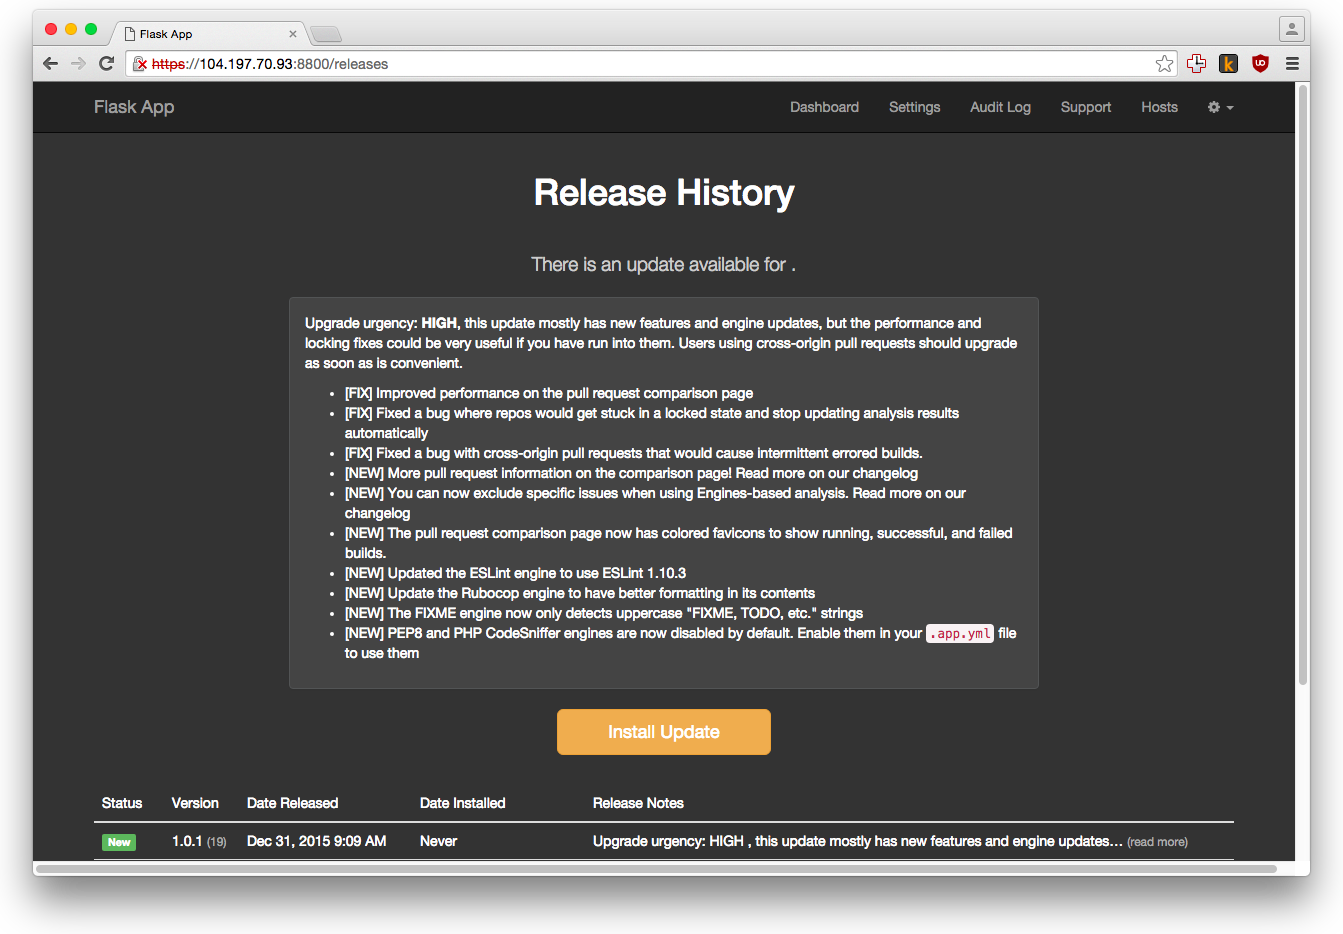 Flask App
https://104.197.70.93:8800/releases
Flask App
Dashboard
Settings
Audit Log
Support
Hosts
Release History
There is an update available for .
Upgrade urgency: HIGH, this update mostly has new features and engine updates, but the performance and
locking fixes could be very useful if you have run into them. Users using cross-origin pull requests should upgrade
as soon as is convenient.
• [FIX] Improved performance on the pull request comparison page
• [FIX] Fixed a bug where repos would get stuck in a locked state and stop updating analysis results
automatically
• [FIX] Fixed a bug with cross-origin pull requests that would cause intermittent errored builds.
• [NEW] More pull request information on the comparison page! Read more on our changelog
• [NEW] You can now exclude specific issues when using Engines-based analysis. Read more on our
changelog
• [NEW] The pull request comparison page now has colored favicons to show running, successful, and failed
builds.
• [NEW] Updated the ESLint engine to use ESLint 1.10.3
• [NEW] Update the Rubocop engine to have better formatting in its contents
• [NEW] The FIXME engine now only detects uppercase "FIXME, TODO, etc." strings
• [NEW] PEP8 and PHP CodeSniffer engines are now disabled by default. Enable them in your .app.yml file
to use them
Install Update
Status Version Date Released Date Installed Release Notes
New 1.0.1 (19) Dec 31, 2015 9:09 AM Never Upgrade urgency: HIGH , this update mostly has new features and engine updates… (read more)